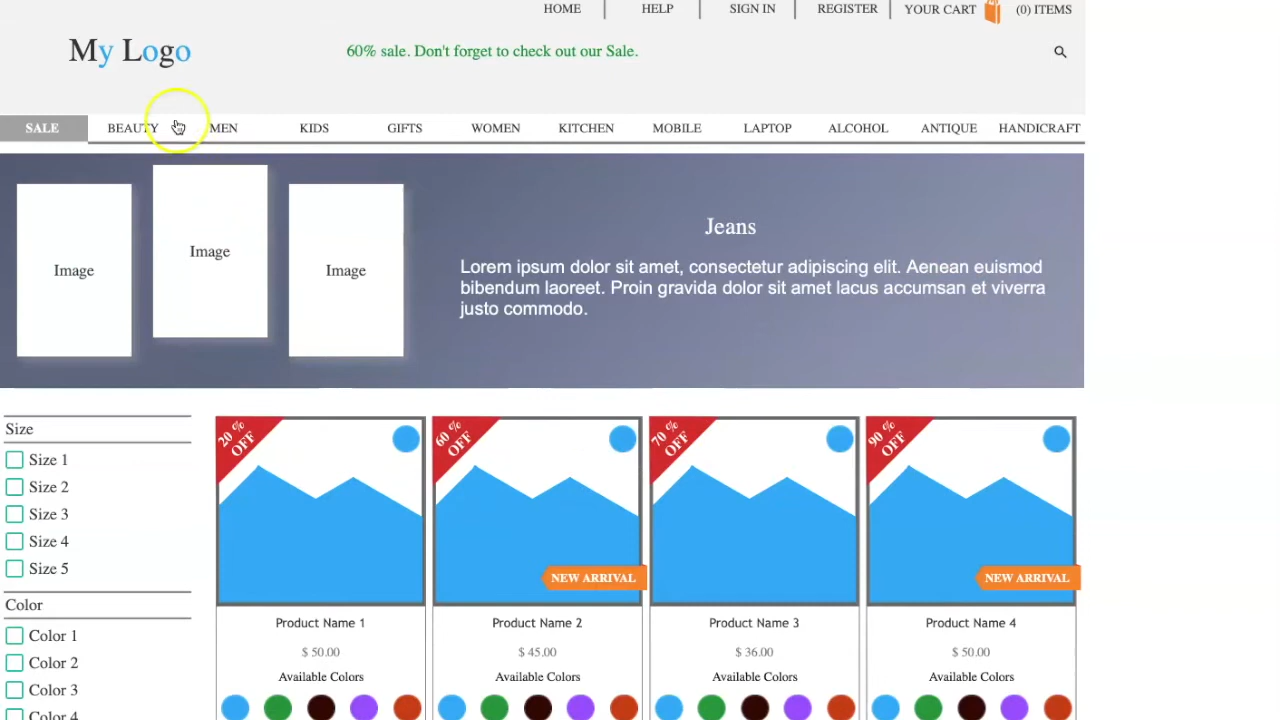 HOME HELP SIGN IN REGISTER YOUR CART (0) ITEMS
My Logo
60% sale. Don't forget to check out our Sale.
SALE BEAUTY MEN KIDS GIFTS WOMEN KITCHEN MOBILE LAPTOP ALCOHOL ANTIQUE HANDICRAFT
Image
Image
Image
Jeans
Lorem ipsum dolor sit amet, consectetur adipiscing elit. Aenean euismod
bibendum laoreet. Proin gravida dolor sit amet lacus accumsan et viverra
justo commodo.
Size
Size 1
Size 2
Size 3
Size 4
Size 5
Color
Color 1
Color 2
Color 3
Color 4
20 %
OFF
Product Name 1
$ 50.00
Available Colors
60 %
OFF
NEW ARRIVAL
Product Name 2
$ 45.00
Available Colors
70 %
OFF
Product Name 3
$ 36.00
Available Colors
90 %
OFF
NEW ARRIVAL
Product Name 4
$ 50.00
Available Colors